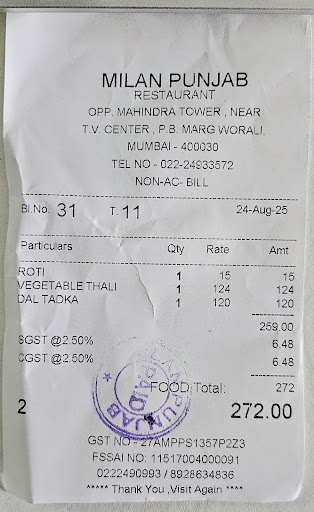 MILAN PUNJAB
RESTAURANT
OPP. MAHINDRA TOWER , NEAR
T.V. CENTER , P.B. MARG WORALI,
MUMBAI - 400030
TEL NO - 022-24933572
NON-AC- BILL
Bl.No. 31 T. 11 24-Aug-25
Particulars Qty Rate Amt
ROTI 1 15 15
VEGETABLE THALI 1 124 124
DAL TADKA 1 120 120
259.00
SGST @2.50% 6.48
CGST @2.50% 6.48
FOOD Total: 272
2 272.00
PUNJAB
PAID
GST NO - 27AMPPS1357P2Z3
FSSAI NO: 11517004000091
0222490993 / 8928634836
***** Thank You ,Visit Again ****